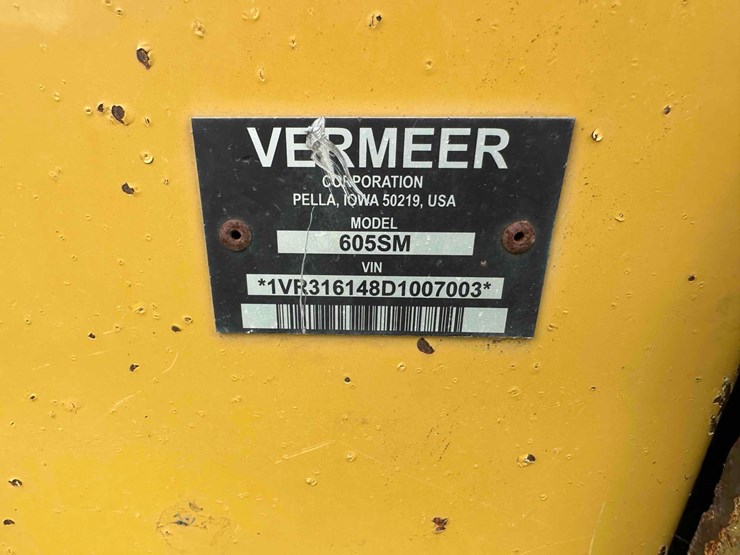 VERMEER
CORPORATION
PELLA, IOWA 50219, USA
MODEL
605SM
VIN
*1VR316148D1007003*